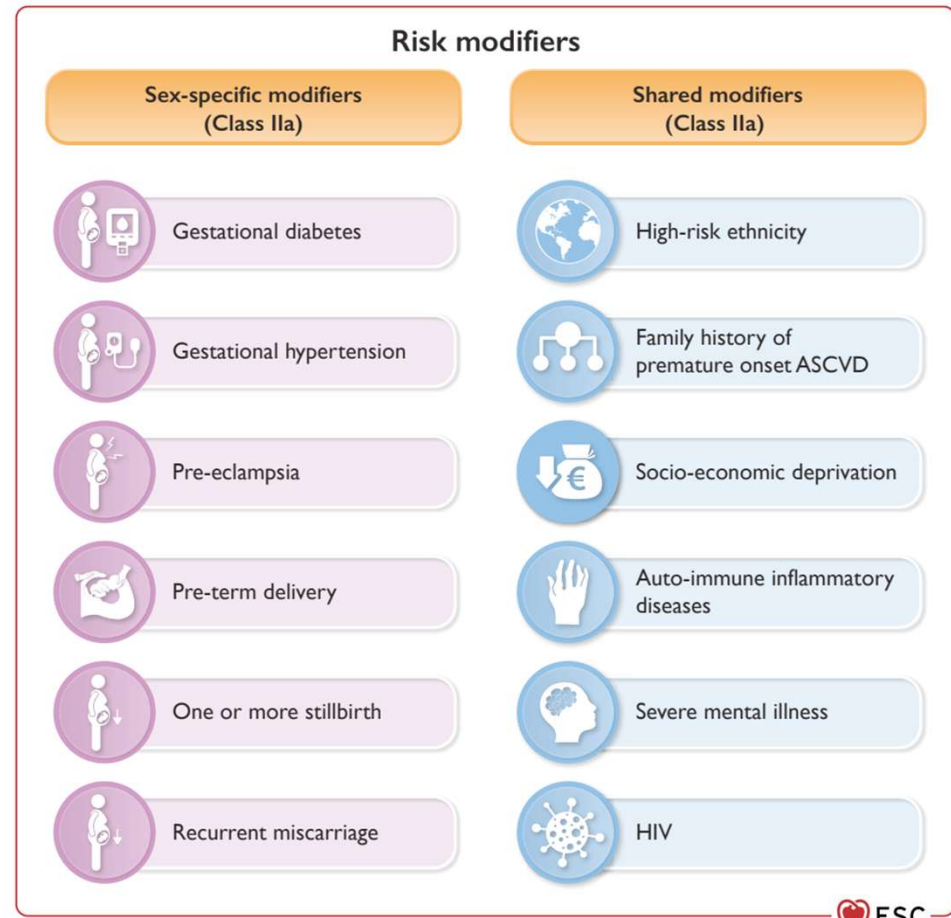 Risk modifiers
Sex-specific modifiers
(Class IIa)
Gestational diabetes
Gestational hypertension
Pre-eclampsia
Pre-term delivery
One or more stillbirth
Recurrent miscarriage
Shared modifiers
(Class IIa)
High-risk ethnicity
Family history of
premature onset ASCVD
€
Socio-economic deprivation
Auto-immune inflammatory
diseases
Severe mental illness
HIV
ESC